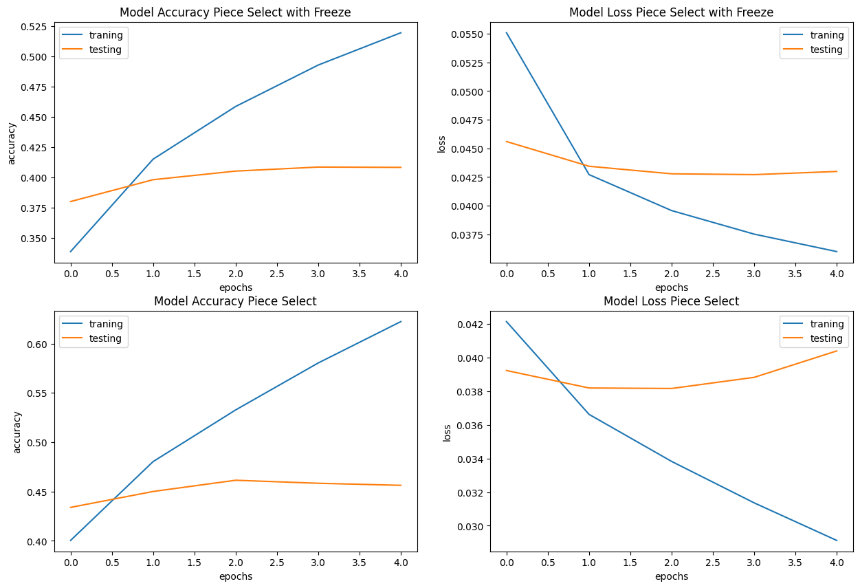 Model Accuracy Piece Select with Freeze
traning
testing
0.525
0.500
0.475
0.450
0.425
0.400
0.375
0.350
accuracy
0.0 0.5 1.0 1.5 2.0 2.5 3.0 3.5 4.0
epochs
Model Loss Piece Select with Freeze
traning
testing
0.0550
0.0525
0.0500
0.0475
0.0450
0.0425
0.0400
0.0375
loss
0.0 0.5 1.0 1.5 2.0 2.5 3.0 3.5 4.0
epochs
Model Accuracy Piece Select
traning
testing
0.60
0.55
0.50
0.45
0.40
accuracy
0.0 0.5 1.0 1.5 2.0 2.5 3.0 3.5 4.0
epochs
Model Loss Piece Select
traning
testing
0.042
0.040
0.038
0.036
0.034
0.032
0.030
loss
0.0 0.5 1.0 1.5 2.0 2.5 3.0 3.5 4.0
epochs